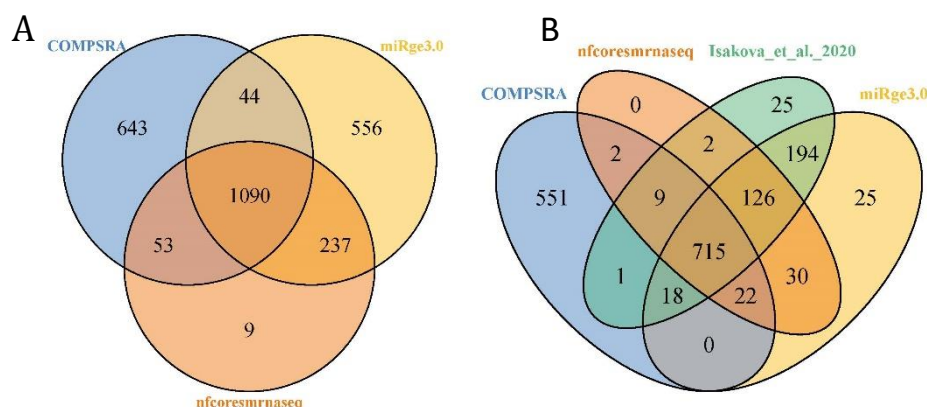 A
COMPSRA
miRge3.0
44
643
556
1090
53
237
9
nfcoresmrnaseq
B
nfcoresmrnaseq
Isakova_et_al._2020
COMPSRA
miRge3.0
0
25
2
2
194
551
9
126
25
715
1
30
18
22
0